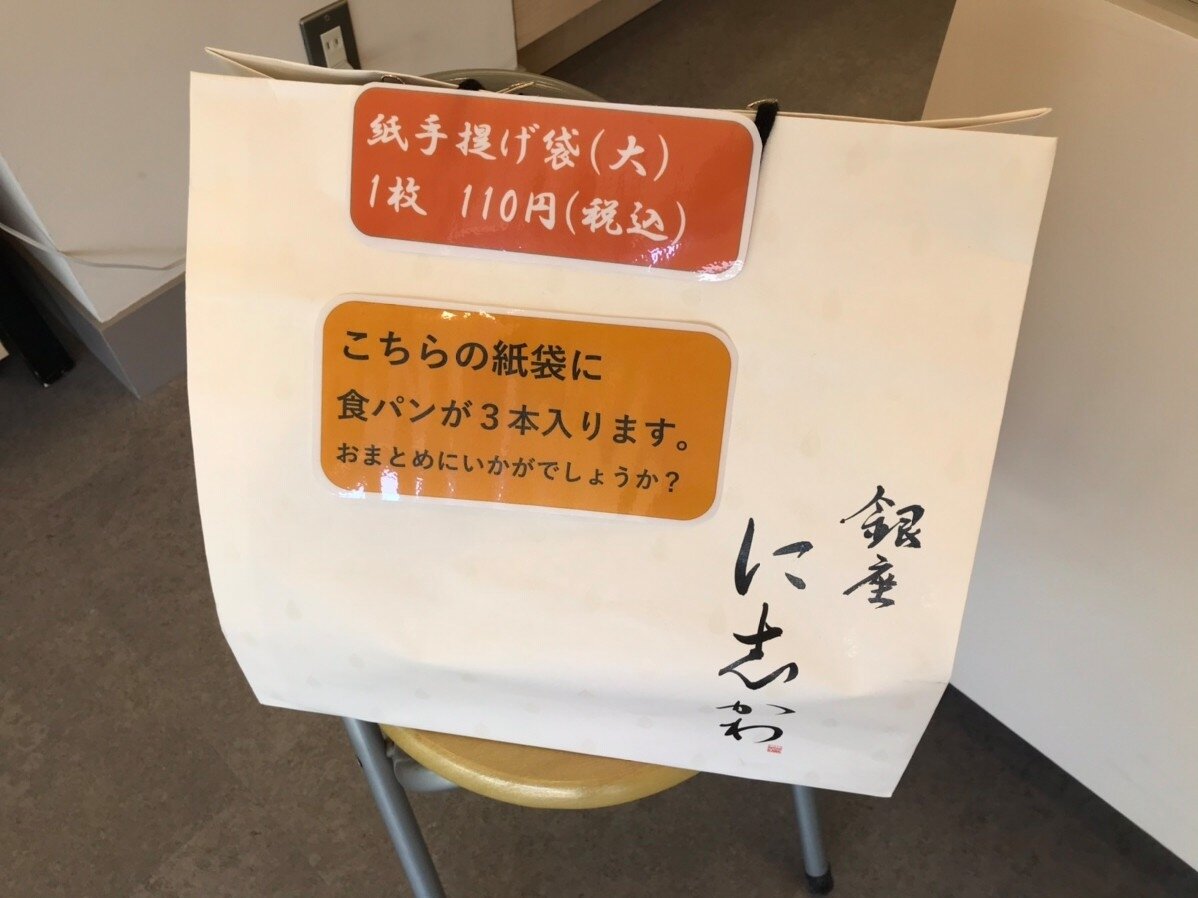 紙手提げ袋(大)
1枚 110円(税込)
こちらの紙袋に
食パンが3本入ります。
おまとめにいかがでしょうか?
銀座
に志かわ